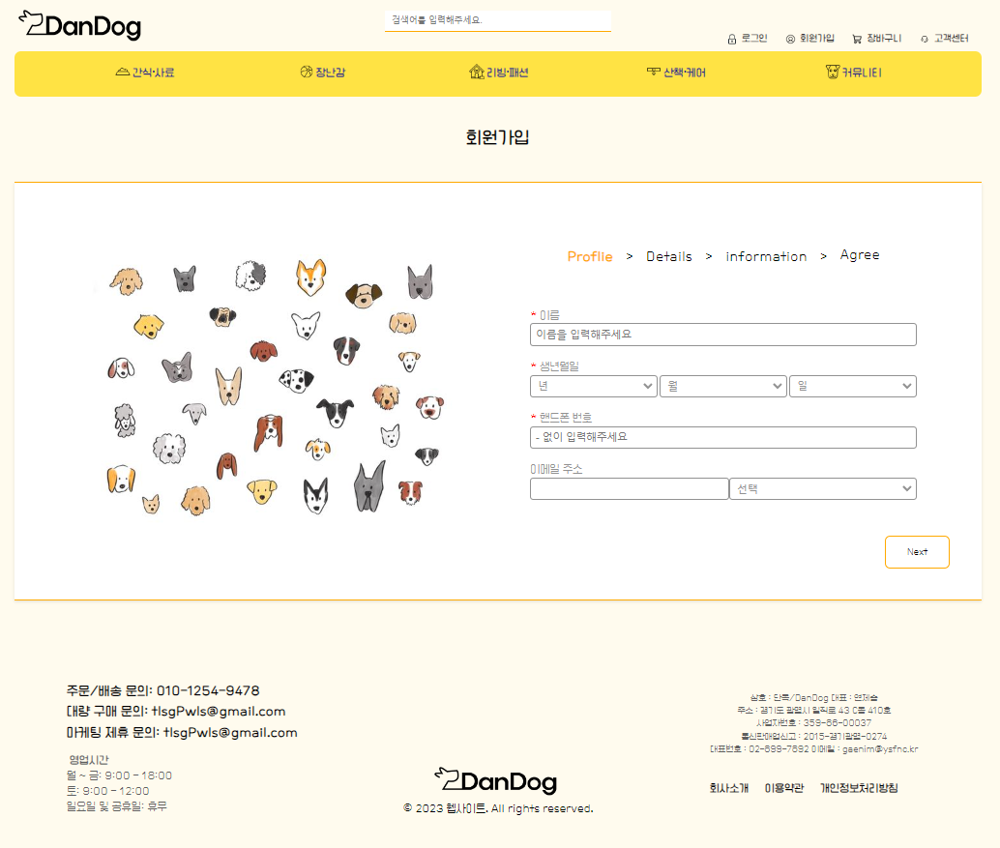 DanDog
검색어를 입력해주세요.
로그인 회원가입 장바구니 고객센터
간식·사료 장난감 리빙·패션 산책·케어 커뮤니티
회원가입
Proflie > Details > information > Agree
* 이름
이름을 입력해주세요
* 생년월일
년 월 일
* 핸드폰 번호
- 없이 입력해주세요
이메일 주소
선택
Next
주문/배송 문의: 010-1254-9478
대량 구매 문의: tlsgPwls@gmail.com
마케팅 제휴 문의: tlsgPwls@gmail.com
영업시간
월 ~ 금: 9:00 - 18:00
토: 9:00 - 12:00
일요일 및 공휴일: 휴무
DanDog
© 2023 웹사이트. All rights reserved.
상호 : 단독/DanDog 대표 : 연제슬
주소 : 경기도 광명시 일직로 43 C동 410호
사업자번호 : 359-86-00037
통신판매업신고 : 2015-경기광명-0274
대표번호 : 02-899-7892 이메일 : gaenim@ysfnc.kr
회사소개 이용약관 개인정보처리방침